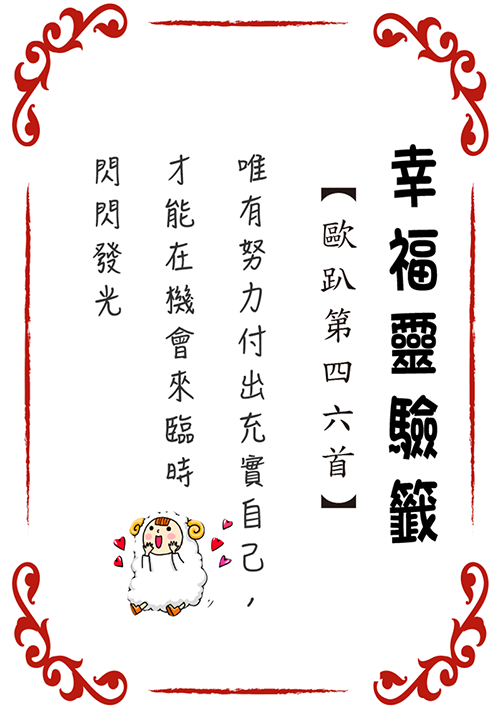 幸福靈驗籤
【歐趴第四六首】
唯有努力付出充實自己，
才能在機會來臨時
閃閃發光